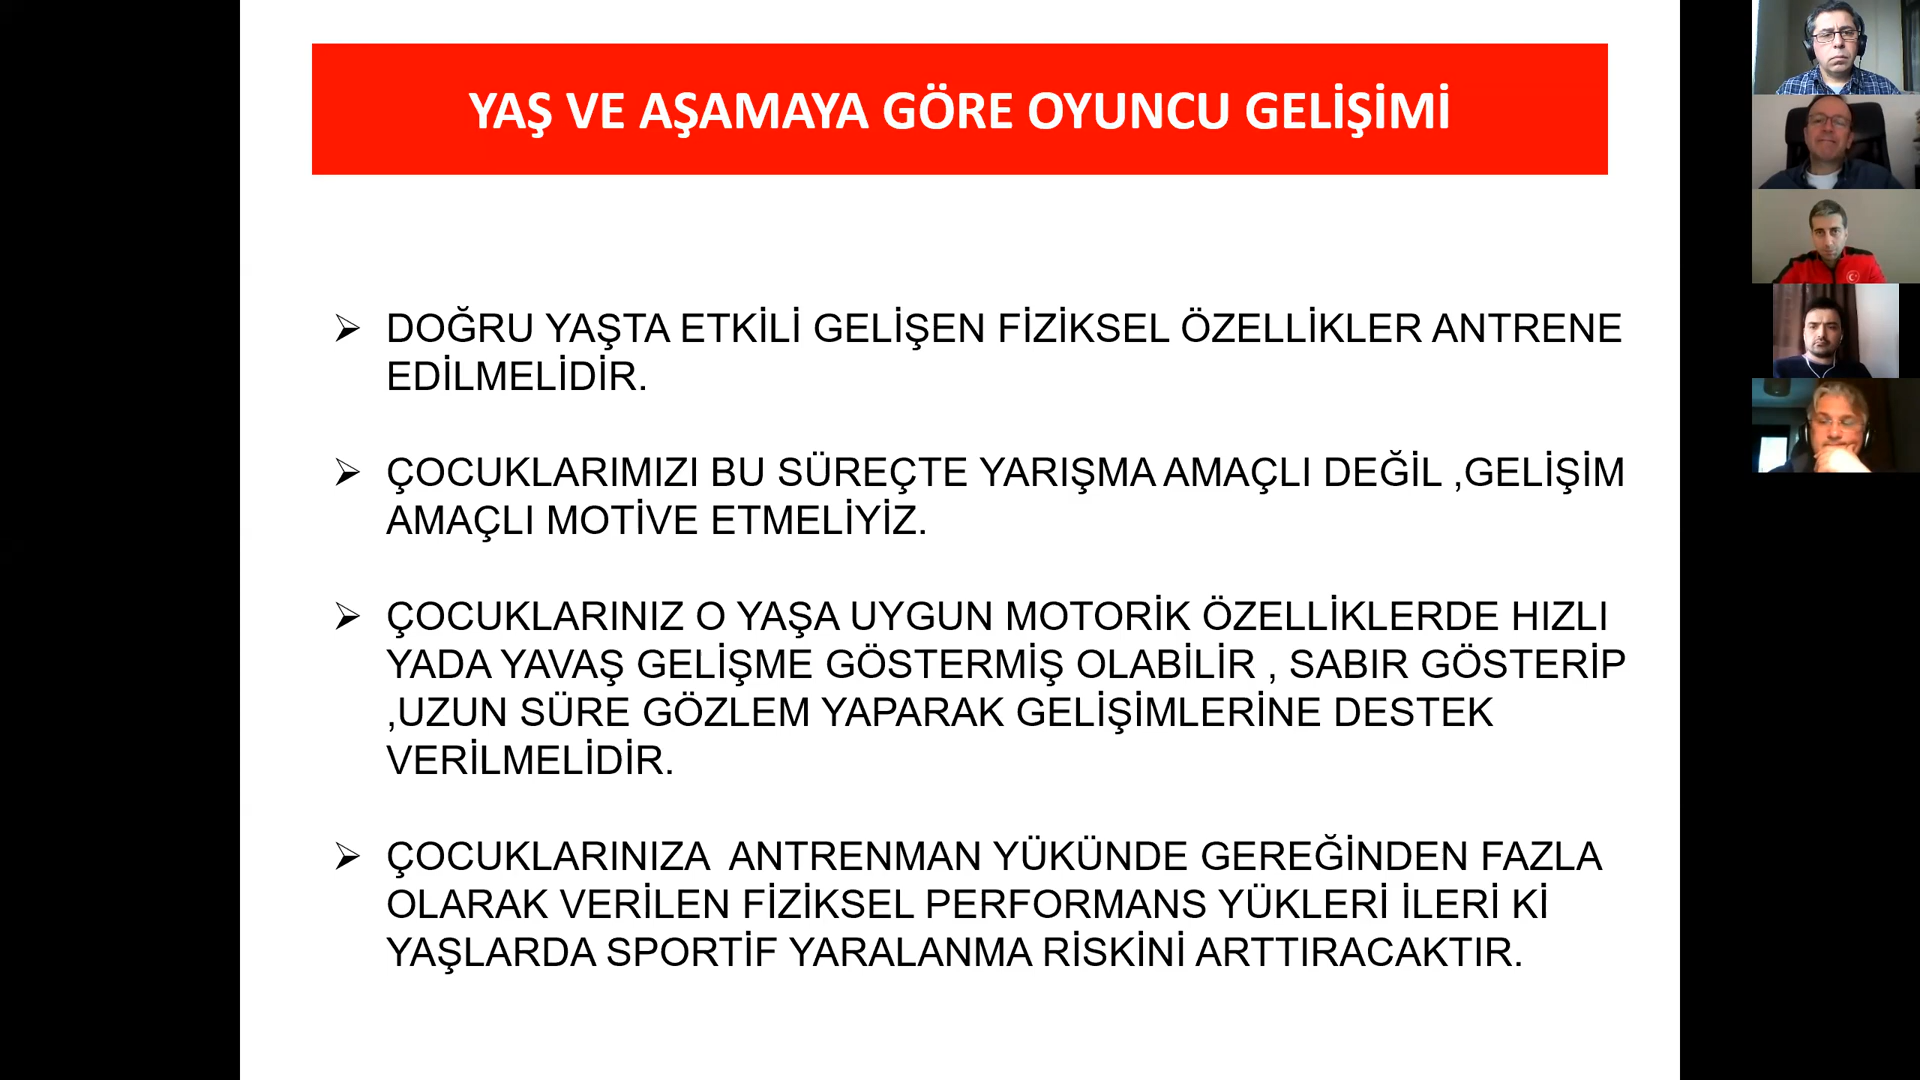 YAŞ VE AŞAMAYA GÖRE OYUNCU GELİŞİMİ
➢ DOĞRU YAŞTA ETKİLİ GELİŞEN FİZİKSEL ÖZELLİKLER ANTRENE
EDİLMELİDİR.
➢ ÇOCUKLARIMIZI BU SÜREÇTE YARIŞMA AMAÇLI DEĞİL ,GELİŞİM
AMAÇLI MOTİVE ETMELİYİZ.
➢ ÇOCUKLARINIZ O YAŞA UYGUN MOTORİK ÖZELLİKLERDE HIZLI
YADA YAVAŞ GELİŞME GÖSTERMİŞ OLABİLİR , SABIR GÖSTERİP
,UZUN SÜRE GÖZLEM YAPARAK GELİŞİMLERİNE DESTEK
VERİLMELİDİR.
➢ ÇOCUKLARINIZA ANTRENMAN YÜKÜNDE GEREĞİNDEN FAZLA
OLARAK VERİLEN FİZİKSEL PERFORMANS YÜKLERİ İLERİ Kİ
YAŞLARDA SPORTİF YARALANMA RİSKİNİ ARTTIRACAKTIR.